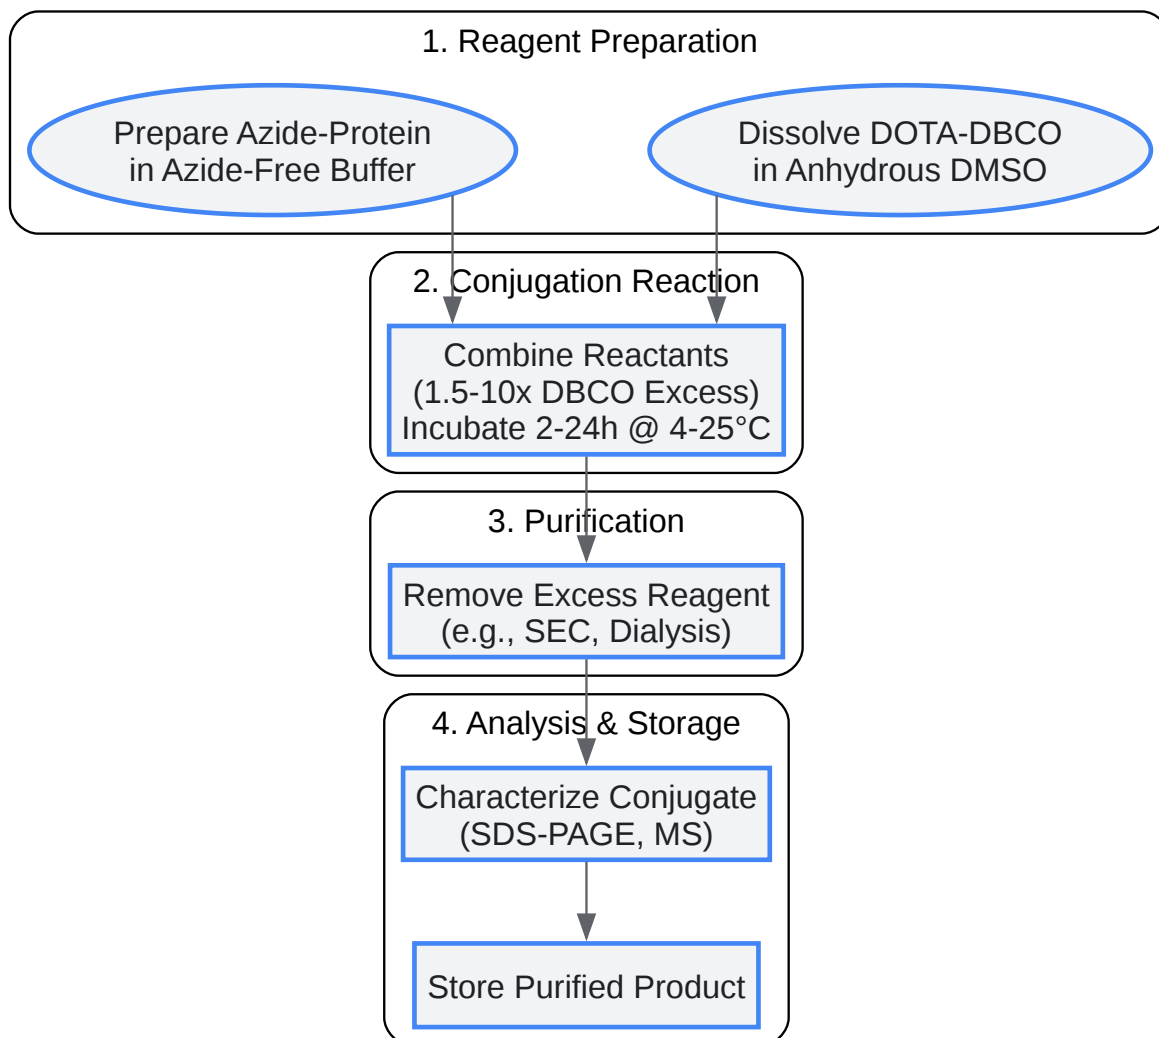 1. Reagent Preparation
Prepare Azide-Protein
in Azide-Free Buffer
Dissolve DOTA-DBCO
in Anhydrous DMSO
2. Conjugation Reaction
Combine Reactants
(1.5-10x DBCO Excess)
Incubate 2-24h @ 4-25°C
3. Purification
Remove Excess Reagent
(e.g., SEC, Dialysis)
4. Analysis & Storage
Characterize Conjugate
(SDS-PAGE, MS)
Store Purified Product